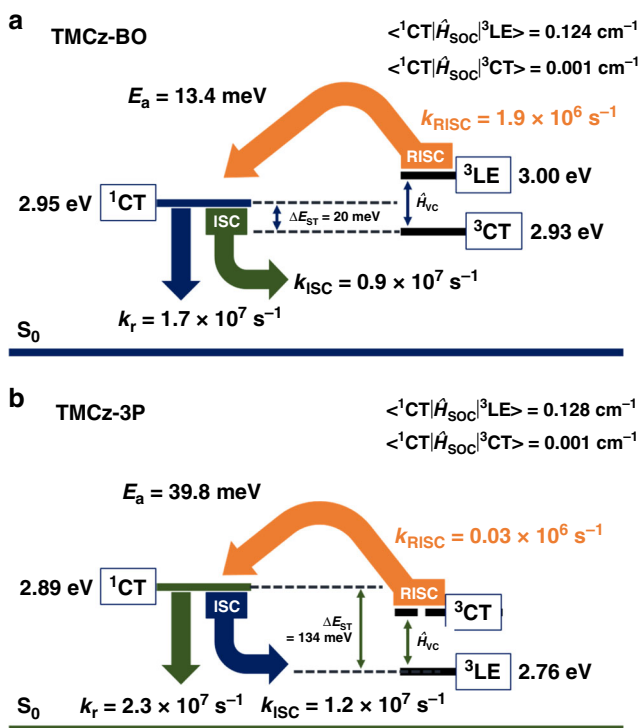 a
TMCz-BO
<¹CT|Ĥ_SOC|³LE> = 0.124 cm⁻¹
<¹CT|Ĥ_SOC|³CT> = 0.001 cm⁻¹
E_a = 13.4 meV
k_RISC = 1.9 × 10⁶ s⁻¹
RISC
³LE
3.00 eV
2.95 eV
¹CT
ISC
ΔE_ST = 20 meV
Ĥ_VC
³CT
2.93 eV
k_ISC = 0.9 × 10⁷ s⁻¹
k_r = 1.7 × 10⁷ s⁻¹
S₀
b
TMCz-3P
<¹CT|Ĥ_SOC|³LE> = 0.128 cm⁻¹
<¹CT|Ĥ_SOC|³CT> = 0.001 cm⁻¹
E_a = 39.8 meV
k_RISC = 0.03 × 10⁶ s⁻¹
2.89 eV
¹CT
RISC
ISC
³CT
ΔE_ST
= 134 meV
Ĥ_VC
³LE
2.76 eV
S₀
k_r = 2.3 × 10⁷ s⁻¹
k_ISC = 1.2 × 10⁷ s⁻¹